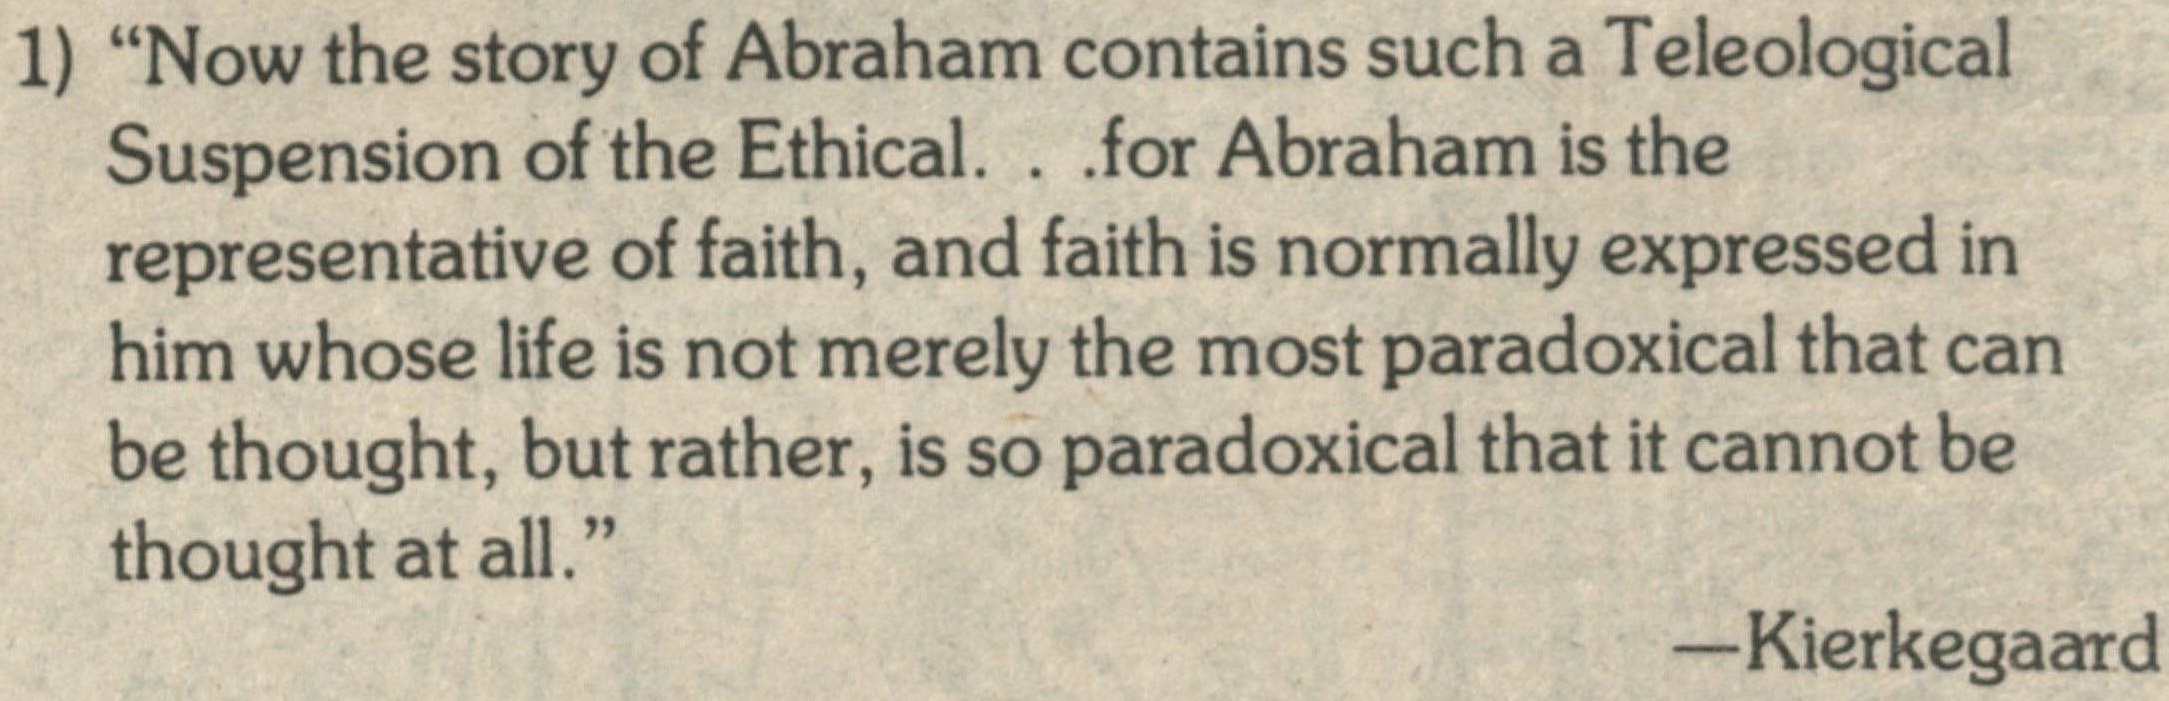 1) “Now the story of Abraham contains such a Teleological
Suspension of the Ethical. . .for Abraham is the
representative of faith, and faith is normally expressed in
him whose life is not merely the most paradoxical that can
be thought, but rather, is so paradoxical that it cannot be
thought at all.”
—Kierkegaard